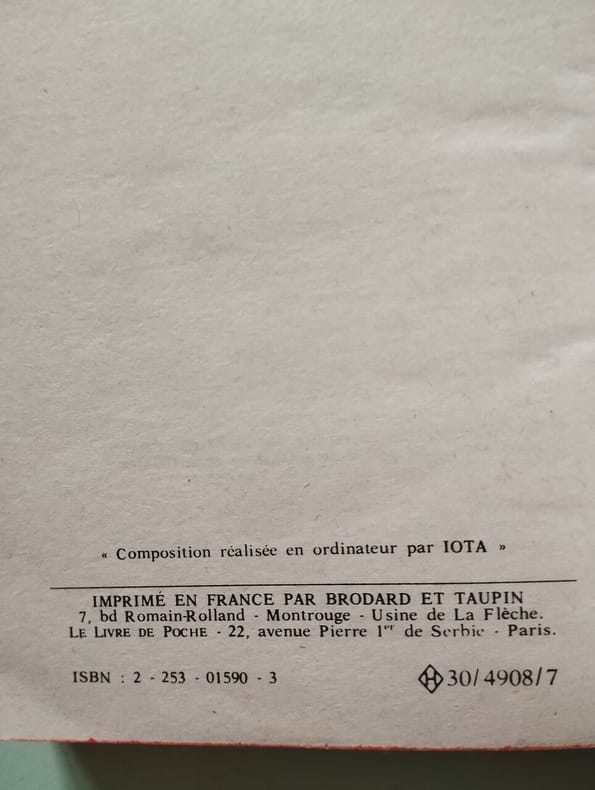 « Composition réalisée en ordinateur par IOTA »
IMPRIMÉ EN FRANCE PAR BRODARD ET TAUPIN
7, bd Romain-Rolland - Montrouge - Usine de La Flèche.
LE LIVRE DE POCHE - 22, avenue Pierre 1er de Serbie - Paris.
ISBN : 2 - 253 - 01590 - 3
H 30/4908/7